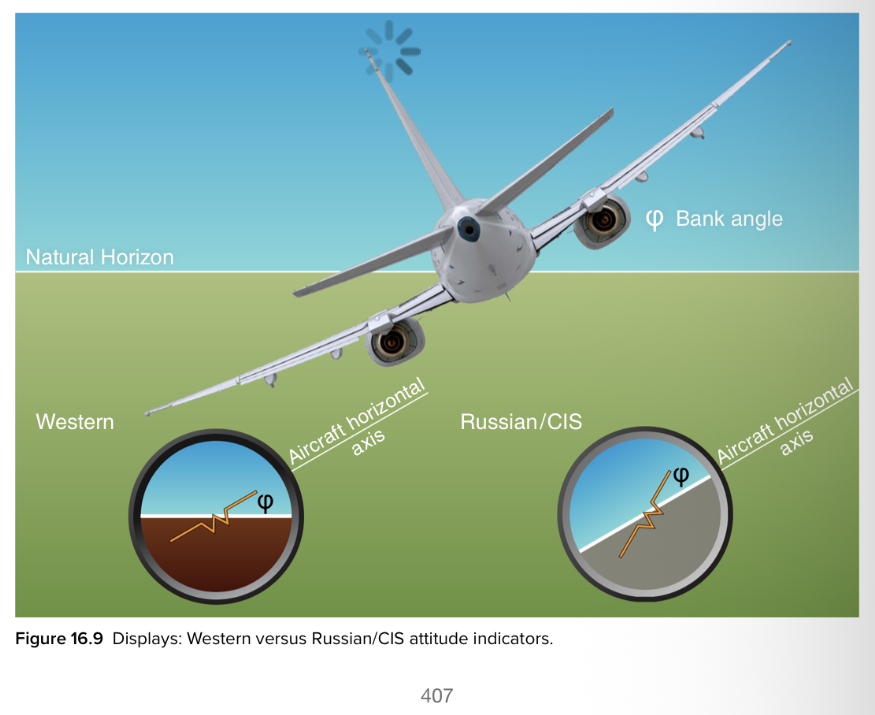 φ Bank angle
Natural Horizon
Western
Aircraft horizontal
axis
φ
Russian/CIS
Aircraft horizontal
axis
φ
Figure 16.9 Displays: Western versus Russian/CIS attitude indicators.
407